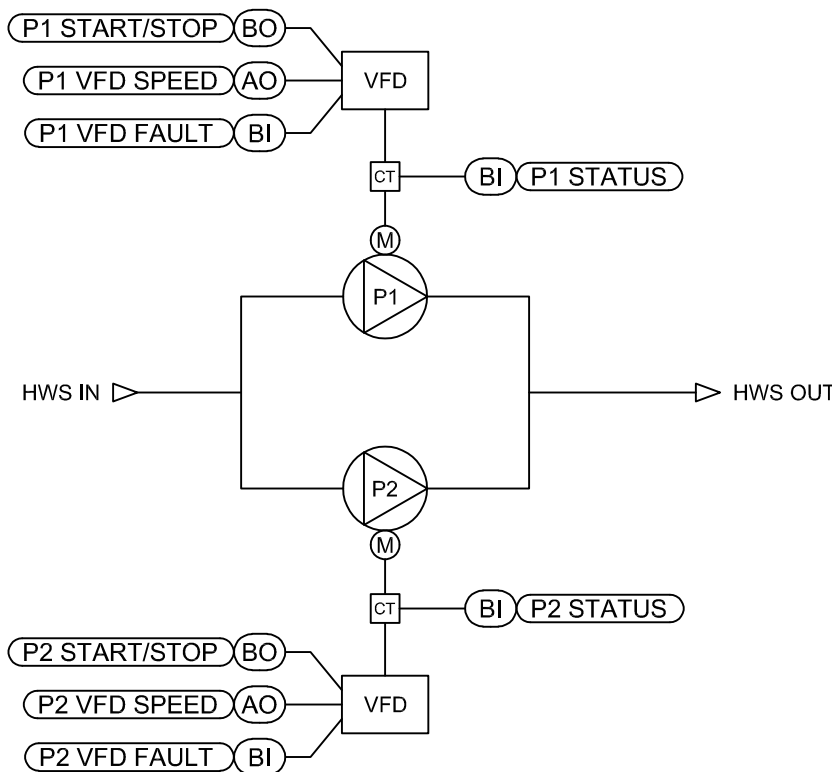 P1 START/STOP BO
P1 VFD SPEED AO VFD
P1 VFD FAULT BI
CT BI P1 STATUS
M
P1
HWS IN HWS OUT
P2
M
CT BI P2 STATUS
P2 START/STOP BO
P2 VFD SPEED AO VFD
P2 VFD FAULT BI